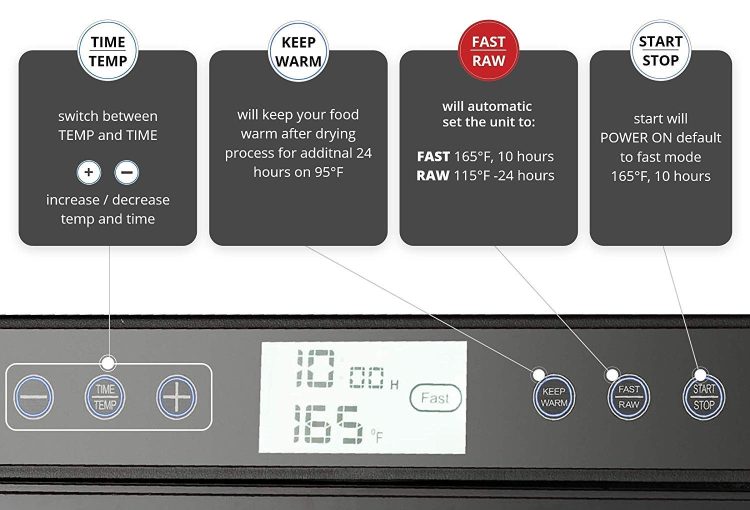 TIME
TEMP
switch between
TEMP and TIME
+ −
increase / decrease
temp and time
KEEP
WARM
will keep your food
warm after drying
process for additnal 24
hours on 95°F
FAST
RAW
will automatic
set the unit to:
FAST 165°F, 10 hours
RAW 115°F -24 hours
START
STOP
start will
POWER ON default
to fast mode
165°F, 10 hours
− TIME
TEMP +
10:00 H
Fast
165 °F
KEEP
WARM
FAST
RAW
START
STOP